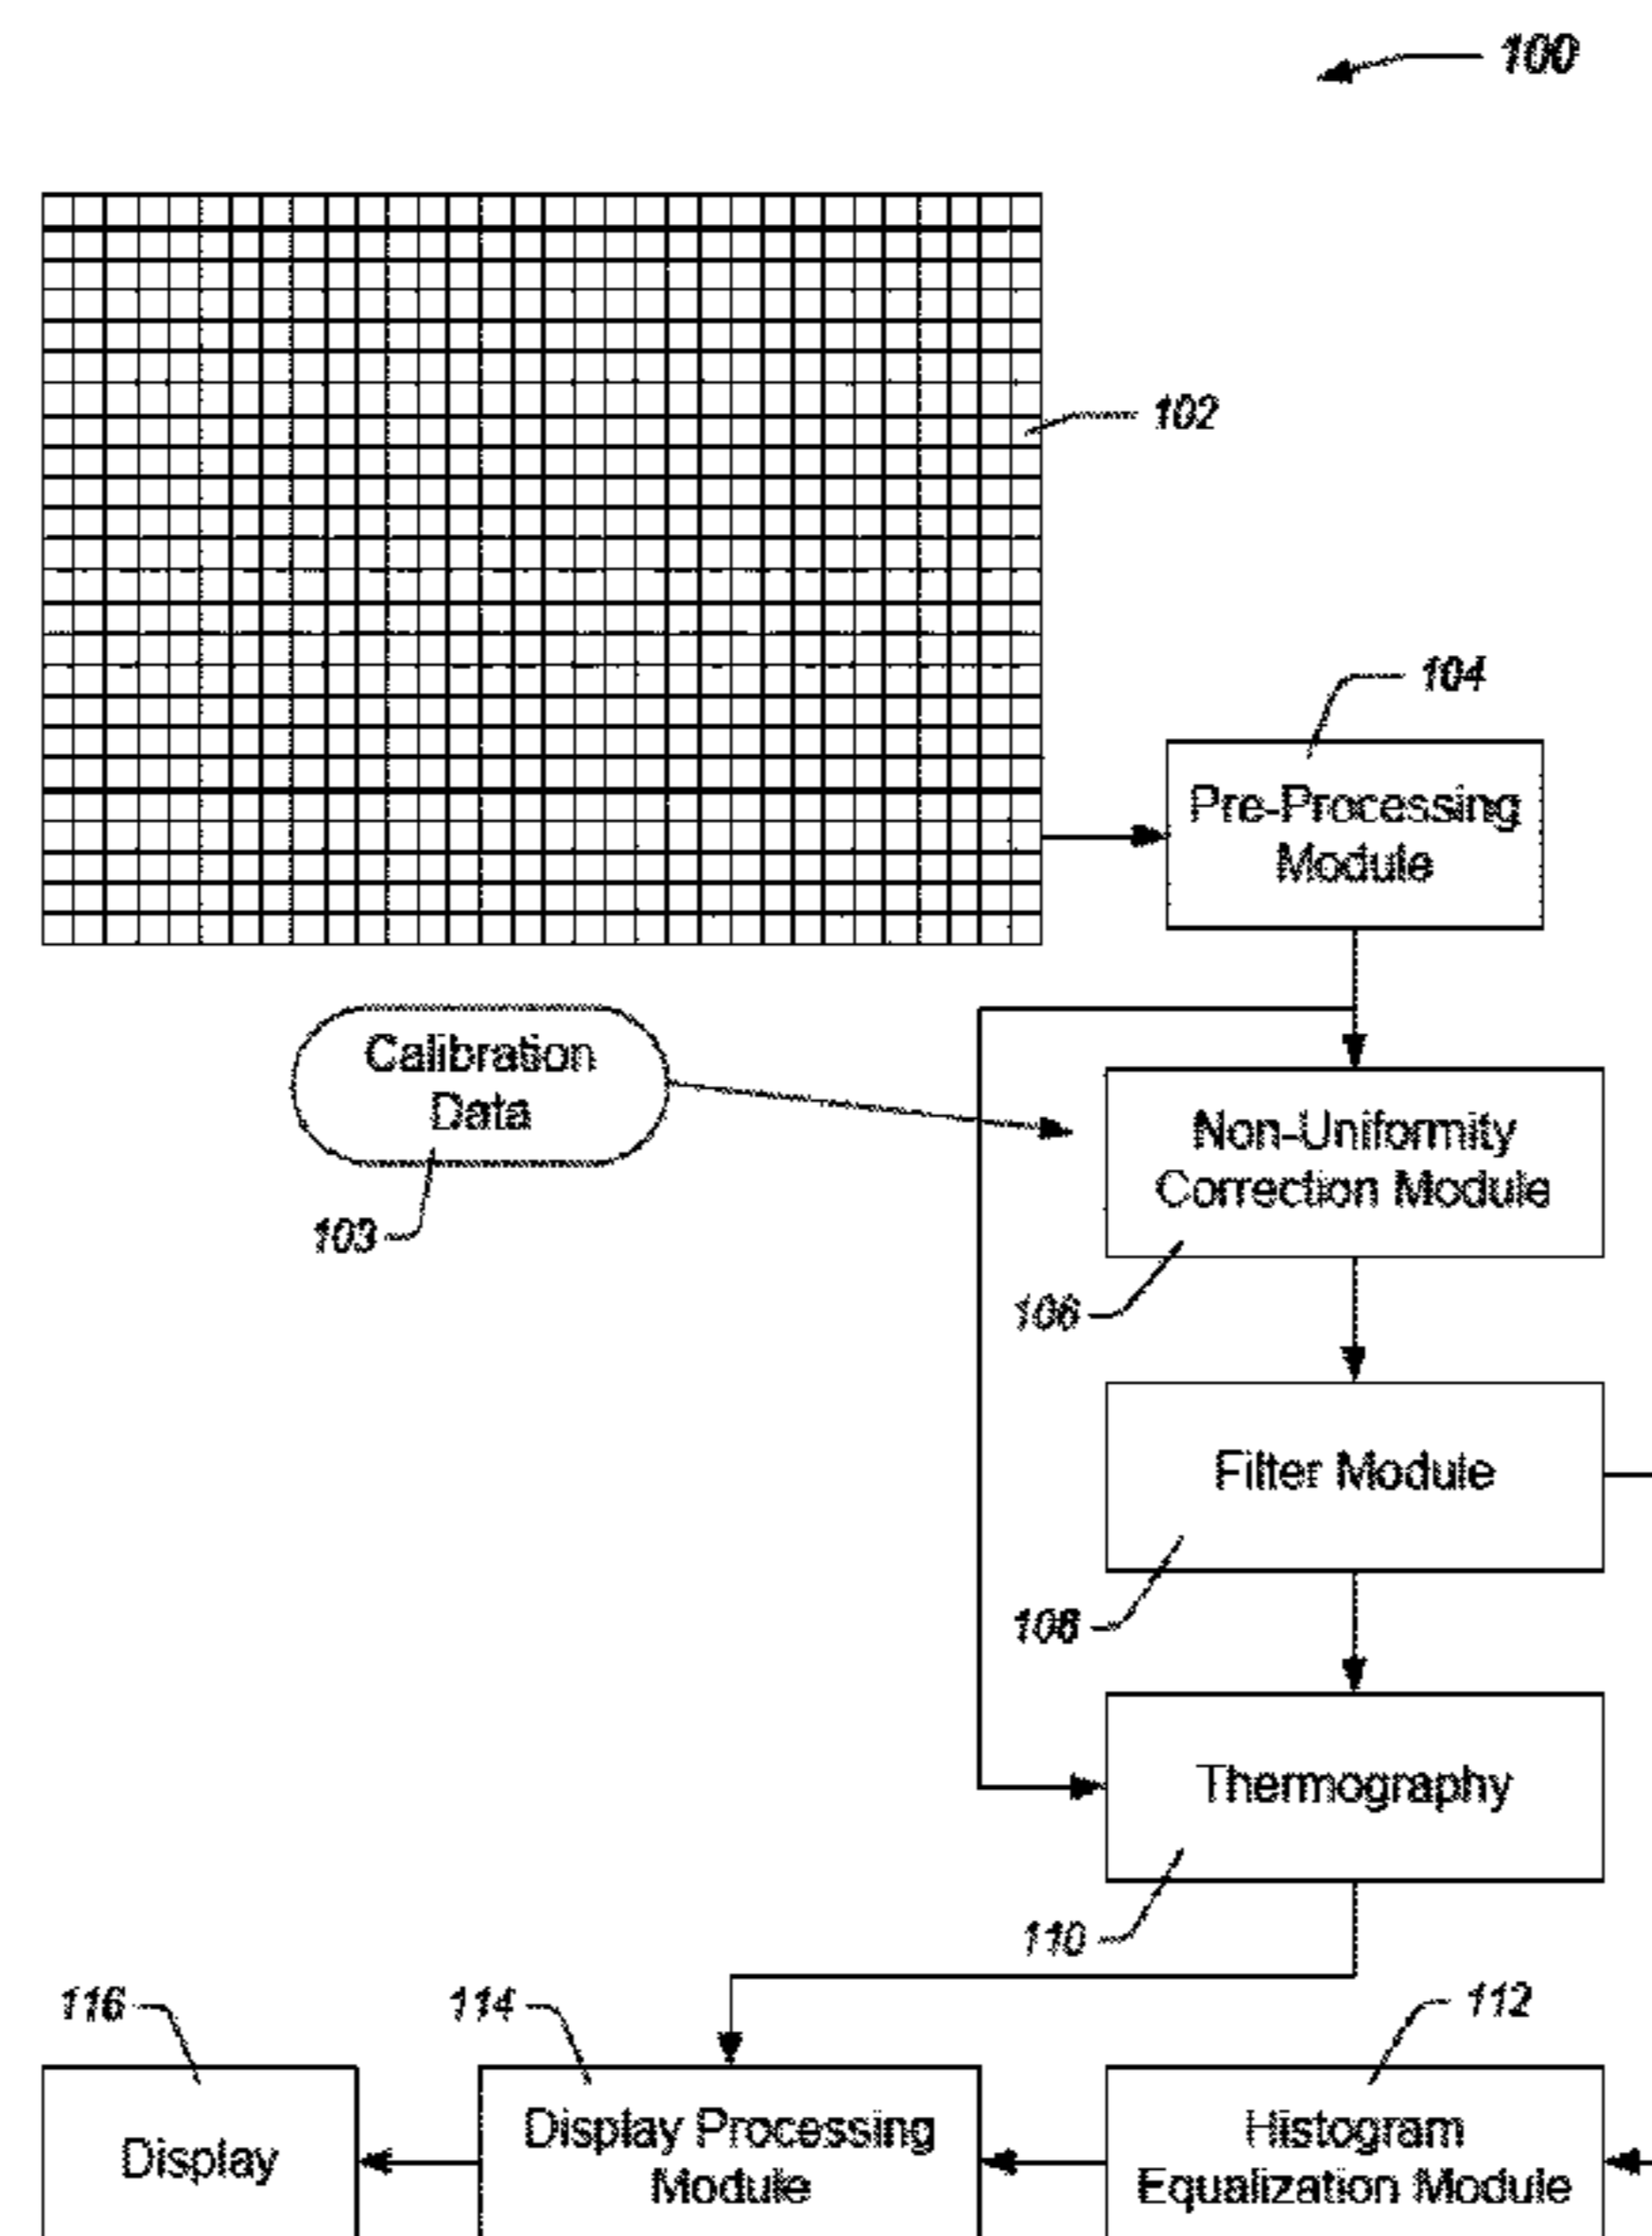 100
102
104
Pre-Processing
Module
Calibration
Data
103
Non-Uniformity
Correction Module
106
Filter Module
108
Thermography
110
116
114
112
Display
Display Processing
Module
Histogram
Equalization Module